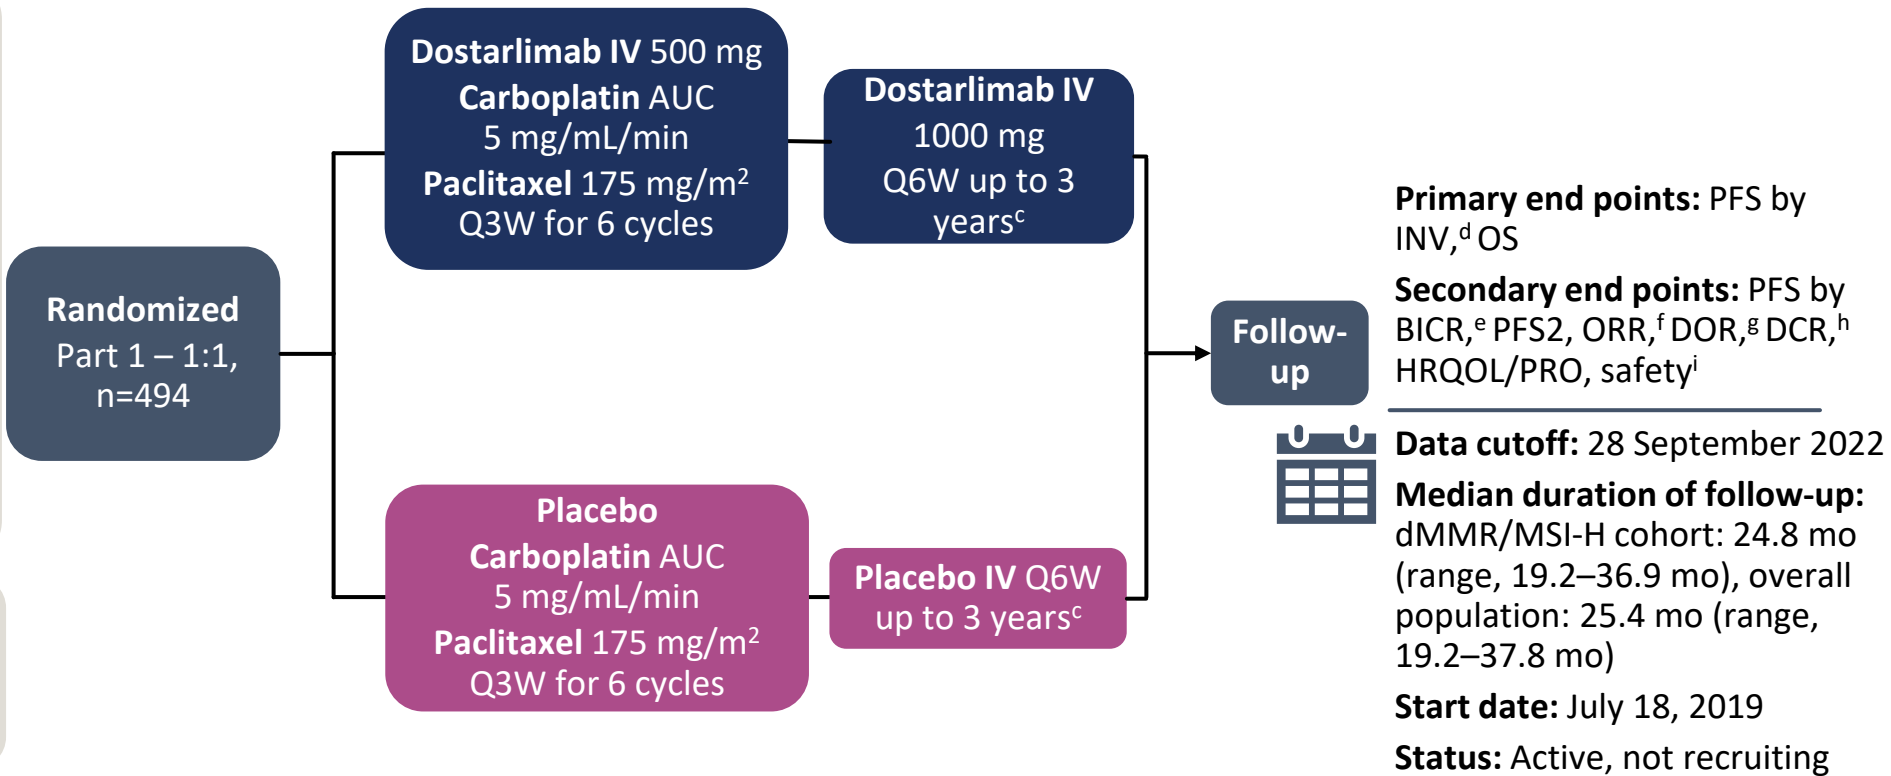 Randomized
Part 1 – 1:1,
n=494
Dostarlimab IV 500 mg
Carboplatin AUC
5 mg/mL/min
Paclitaxel 175 mg/m²
Q3W for 6 cycles
Dostarlimab IV
1000 mg
Q6W up to 3
yearsᶜ
Placebo
Carboplatin AUC
5 mg/mL/min
Paclitaxel 175 mg/m²
Q3W for 6 cycles
Placebo IV Q6W
up to 3 yearsᶜ
Follow-
up
Primary end points: PFS by
INV,ᵈ OS
Secondary end points: PFS by
BICR,ᵉ PFS2, ORR,ᶠ DOR,ᵍ DCR,ʰ
HRQOL/PRO, safetyⁱ
Data cutoff: 28 September 2022
Median duration of follow-up:
dMMR/MSI-H cohort: 24.8 mo
(range, 19.2–36.9 mo), overall
population: 25.4 mo (range,
19.2–37.8 mo)
Start date: July 18, 2019
Status: Active, not recruiting